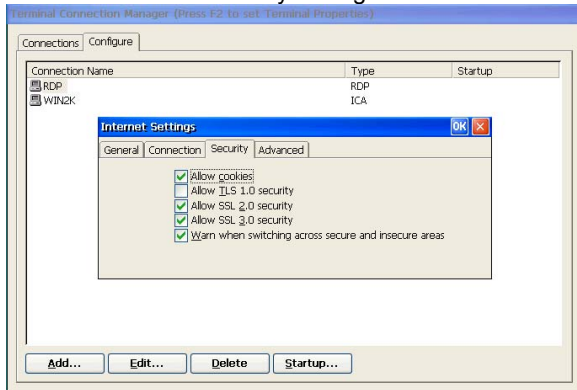 Terminal Connection Manager (Press F2 to set Terminal Properties)
Connections Configure
Connection Name Type Startup
RDP RDP
WIN2K ICA
Internet Settings OK
General Connection Security Advanced
Allow cookies
Allow TLS 1.0 security
Allow SSL 2.0 security
Allow SSL 3.0 security
Warn when switching across secure and insecure areas
Add... Edit... Delete Startup...